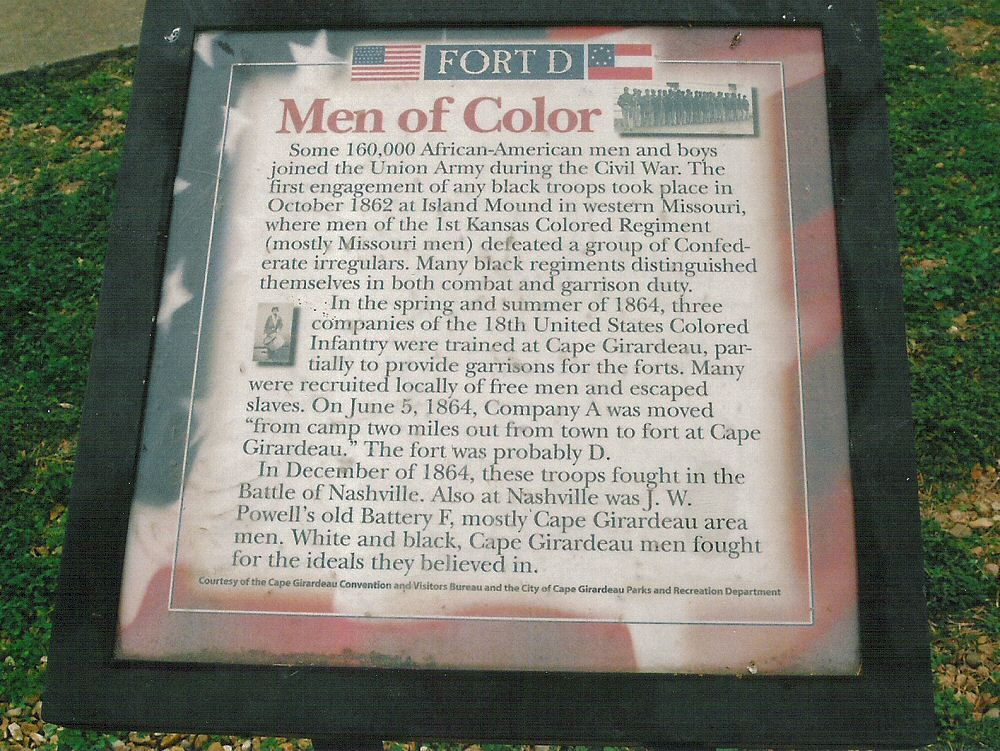 FORT D
Men of Color
Some 160,000 African-American men and boys
joined the Union Army during the Civil War. The
first engagement of any black troops took place in
October 1862 at Island Mound in western Missouri,
where men of the 1st Kansas Colored Regiment
(mostly Missouri men) defeated a group of Confed-
erate irregulars. Many black regiments distinguished
themselves in both combat and garrison duty.
In the spring and summer of 1864, three
companies of the 18th United States Colored
Infantry were trained at Cape Girardeau, par-
tially to provide garrisons for the forts. Many
were recruited locally of free men and escaped
slaves. On June 5, 1864, Company A was moved
“from camp two miles out from town to fort at Cape
Girardeau.” The fort was probably D.
In December of 1864, these troops fought in the
Battle of Nashville. Also at Nashville was J. W.
Powell’s old Battery F, mostly Cape Girardeau area
men. White and black, Cape Girardeau men fought
for the ideals they believed in.
Courtesy of the Cape Girardeau Convention and Visitors Bureau and the City of Cape Girardeau Parks and Recreation Department